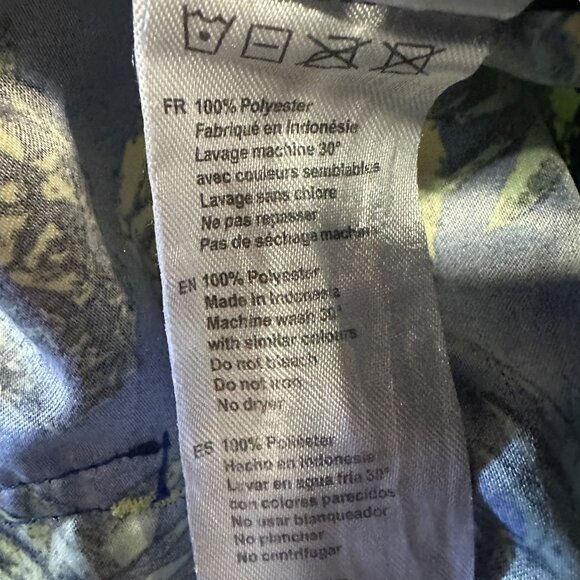 FR 100% Polyester
Fabriqué en Indonésie
Lavage machine 30°
avec couleurs semblables
Lavage sans chlore
Ne pas repasser
Pas de séchage machine
EN 100% Polyester
Made in Indonesia
Machine wash 30°
with similar colours
Do not bleach
Do not iron
No dryer
ES 100% Poliéster
Hecho en Indonesia
Lavar en agua fria 30°
con colores parecidos
No usar blanqueador
No planchar
No centrifugar